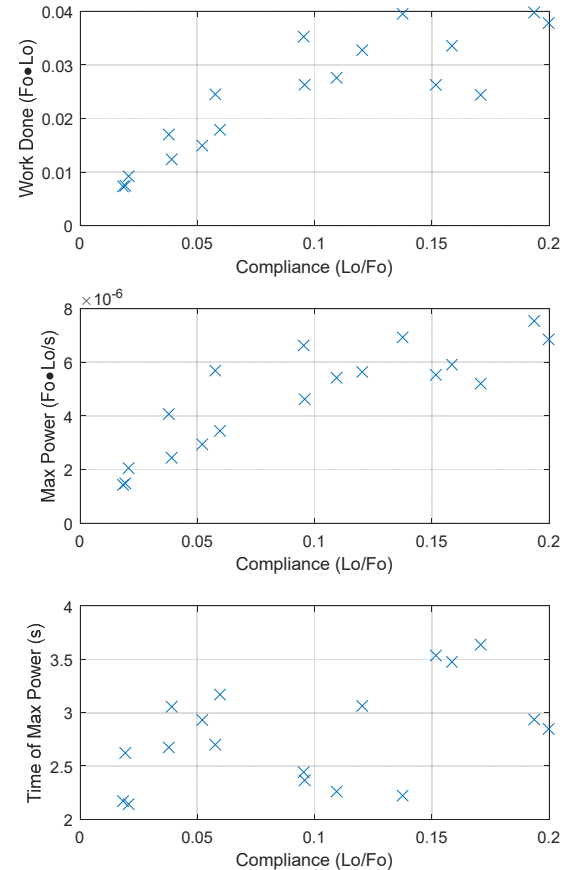 0.04
0.03
0.02
0.01
0
Work Done (Fo●Lo)
0 0.05 0.1 0.15 0.2
Compliance (Lo/Fo)
×10-6
8
6
4
2
0
Max Power (Fo●Lo/s)
0 0.05 0.1 0.15 0.2
Compliance (Lo/Fo)
4
3.5
3
2.5
2
Time of Max Power (s)
0 0.05 0.1 0.15 0.2
Compliance (Lo/Fo)